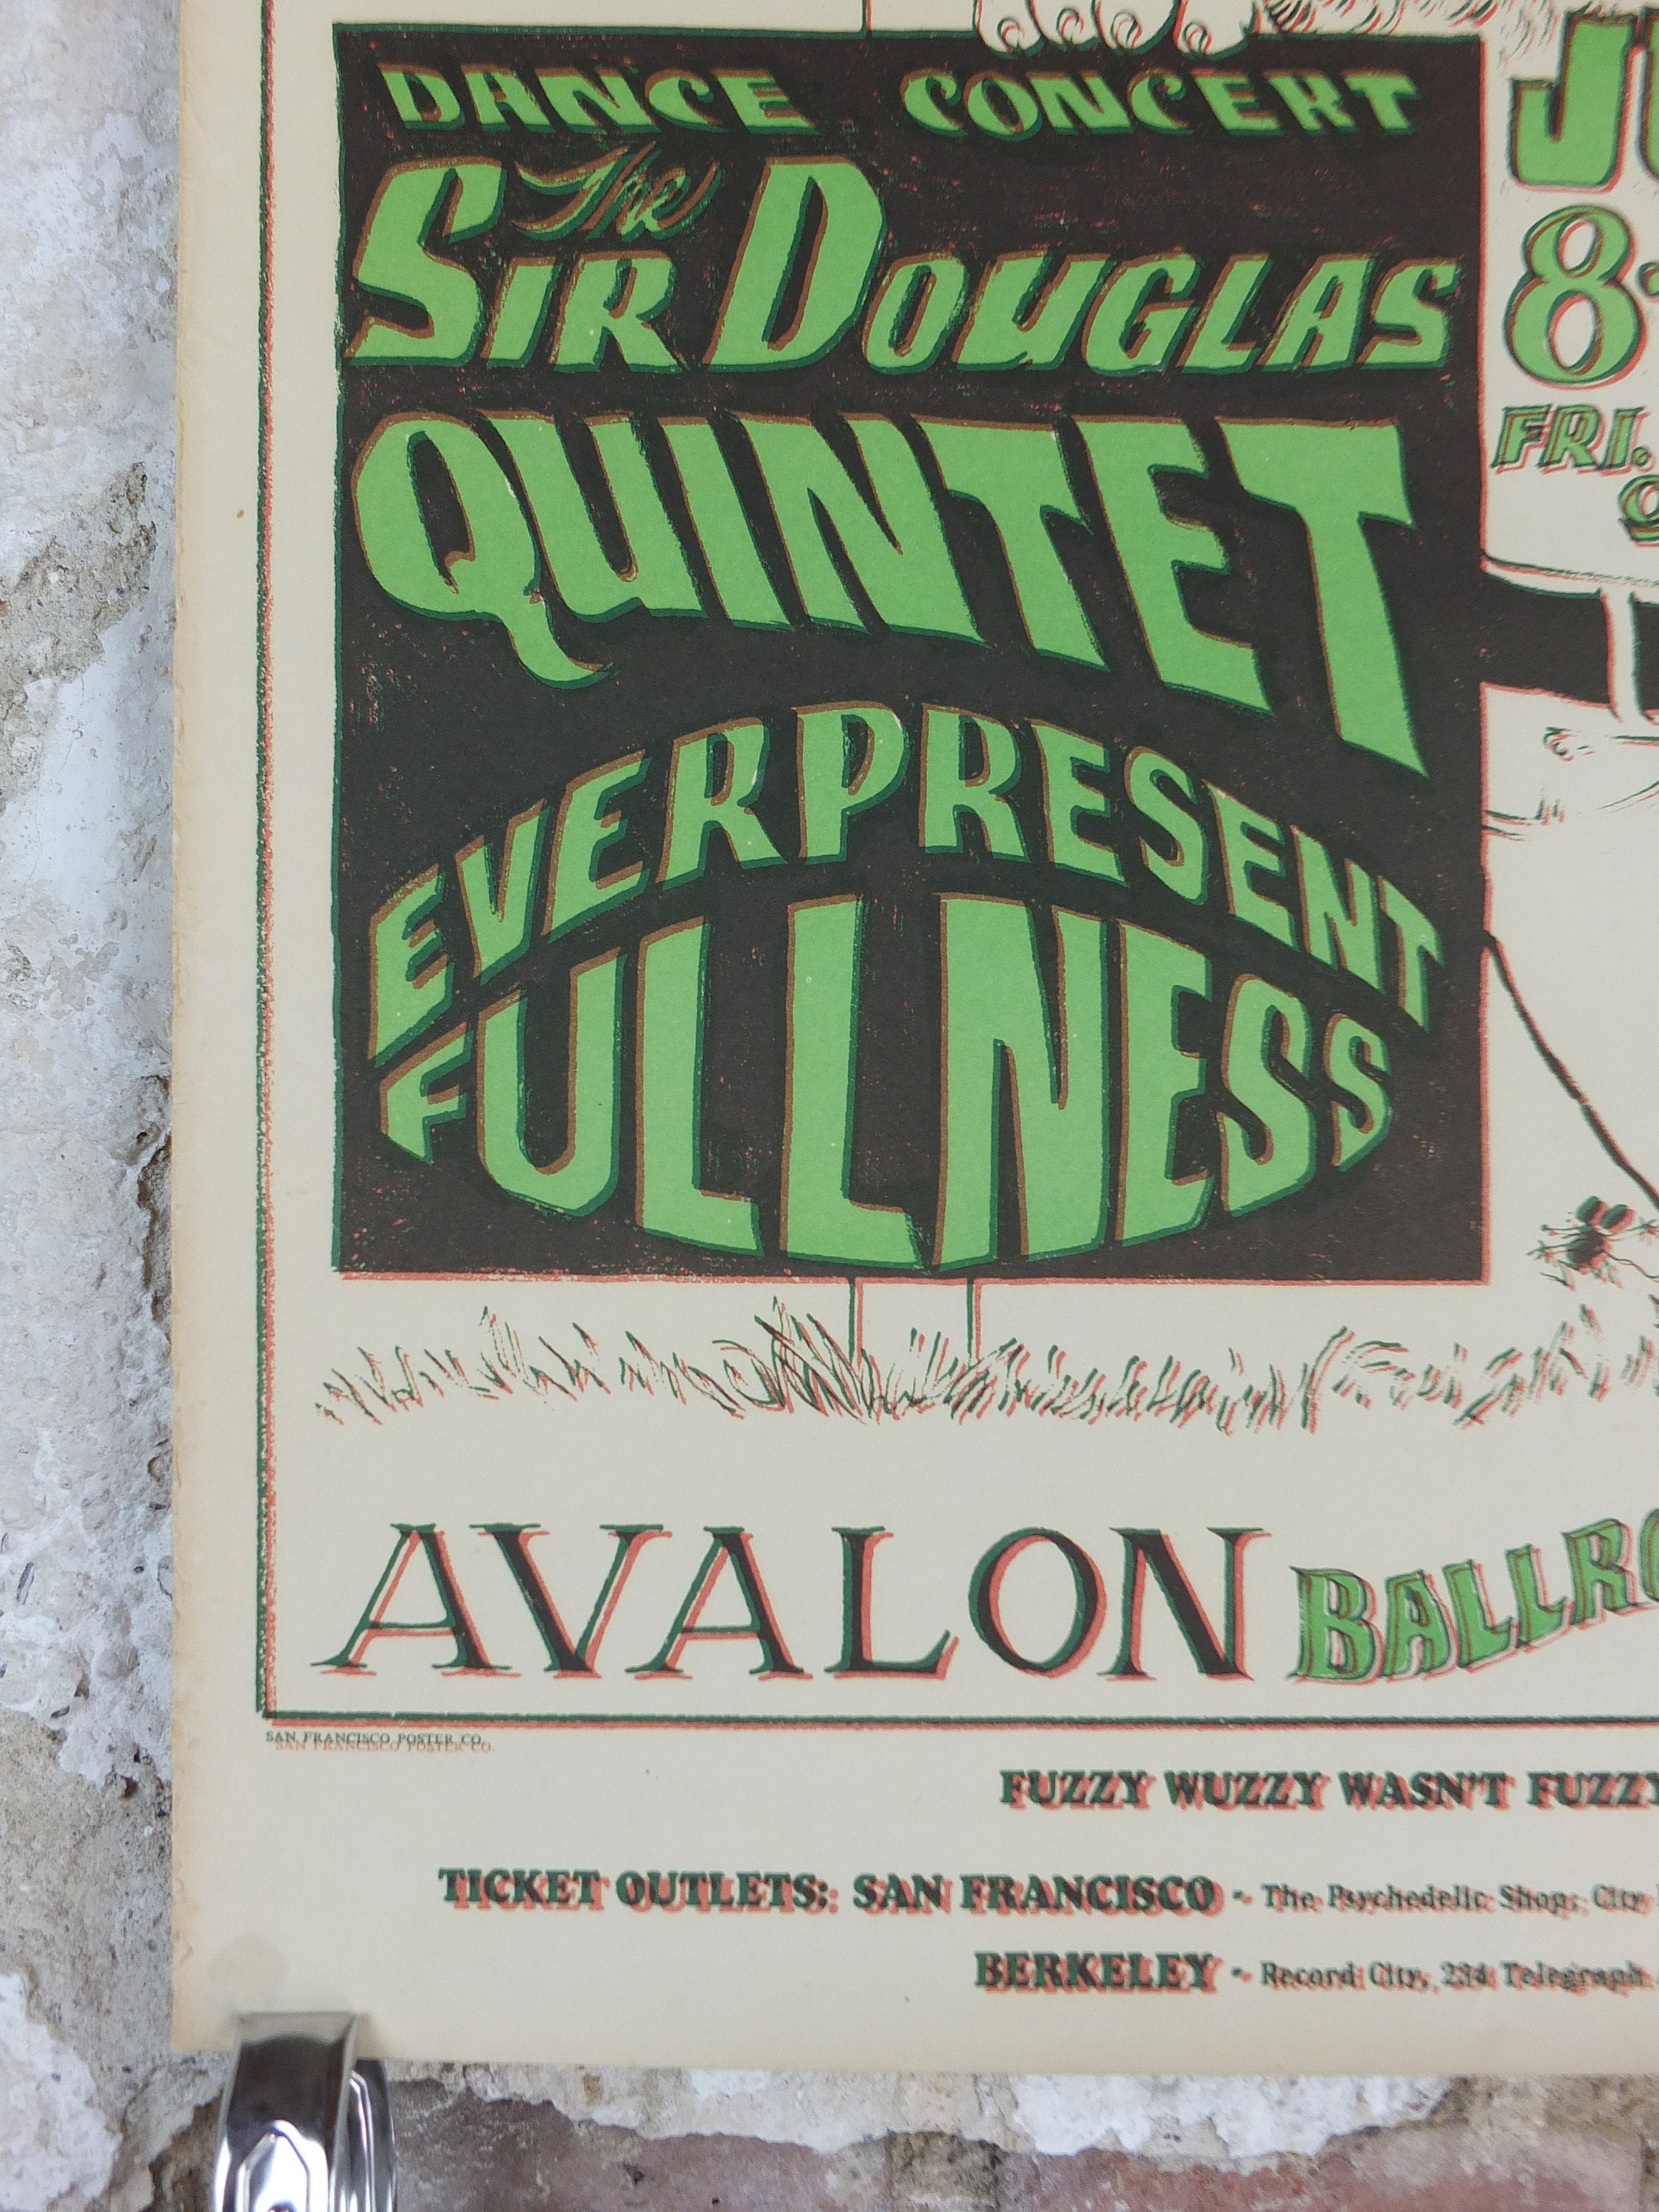 DANCE CONCERT
The
SIR DOUGLAS
QUINTET
EVERPRESENT
FULLNESS
FRI.
AVALON
SAN FRANCISCO POSTER CO.
FUZZY WUZZY WASN'T FUZZY
TICKET OUTLETS: SAN FRANCISCO - The Psychedelic Shop; City
BERKELEY - Record City, 234 Telegraph